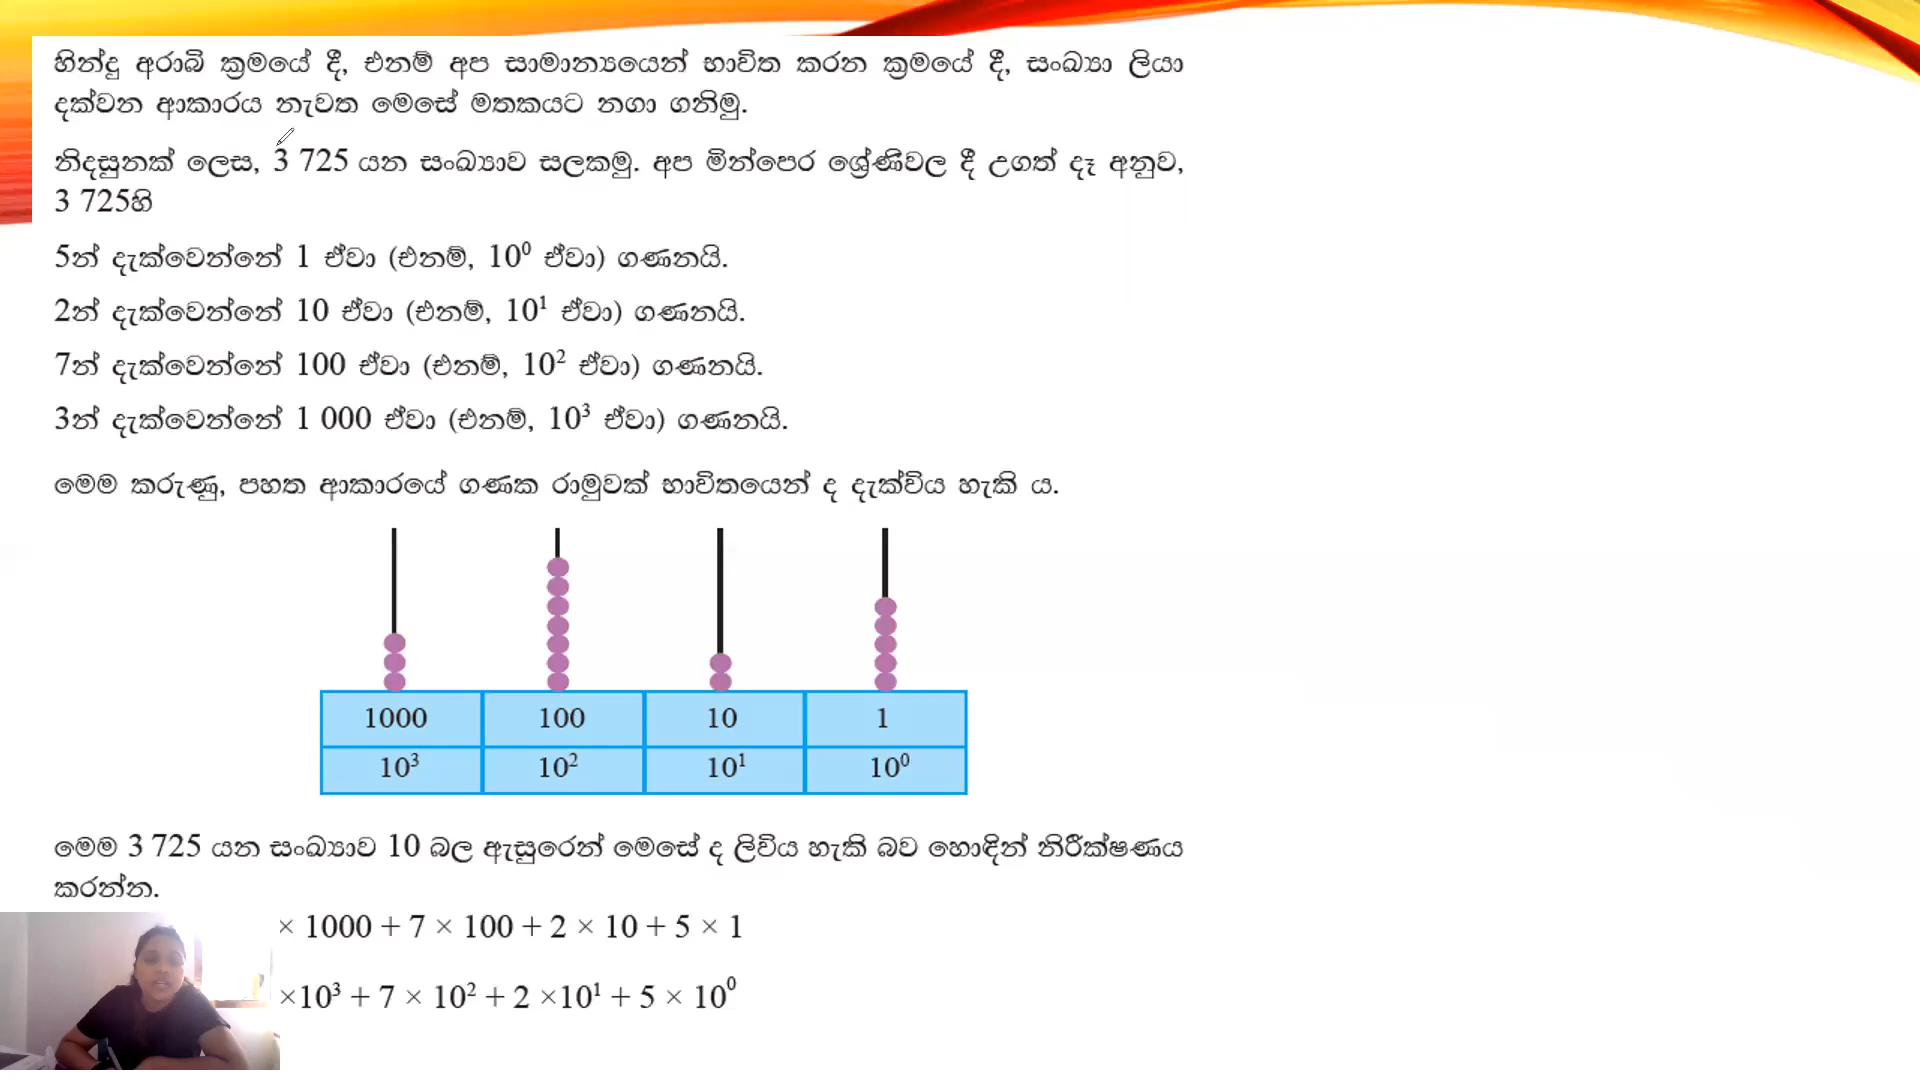 හින්දු අරාබි ක්‍රමයේ දී, එනම් අප සාමාන්‍යයෙන් භාවිත කරන ක්‍රමයේ දී, සංඛ්‍යා ලියා
දක්වන ආකාරය නැවත මෙසේ මතකයට නගා ගනිමු.
නිදසුනක් ලෙස, 3 725 යන සංඛ්‍යාව සලකමු. අප මින්පෙර ශ්‍රේණිවල දී උගත් දෑ අනුව,
3 725හි
5න් දැක්වෙන්නේ 1 ඒවා (එනම්, 10⁰ ඒවා) ගණනයි.
2න් දැක්වෙන්නේ 10 ඒවා (එනම්, 10¹ ඒවා) ගණනයි.
7න් දැක්වෙන්නේ 100 ඒවා (එනම්, 10² ඒවා) ගණනයි.
3න් දැක්වෙන්නේ 1 000 ඒවා (එනම්, 10³ ඒවා) ගණනයි.
මෙම කරුණු, පහත ආකාරයේ ගණක රාමුවක් භාවිතයෙන් ද දැක්විය හැකි ය.
1000 100 10 1
10³ 10² 10¹ 10⁰
මෙම 3 725 යන සංඛ්‍යාව 10 බල ඇසුරෙන් මෙසේ ද ලිවිය හැකි බව හොඳින් නිරීක්ෂණය
කරන්න.
× 1000 + 7 × 100 + 2 × 10 + 5 × 1
×10³ + 7 × 10² + 2 ×10¹ + 5 × 10⁰